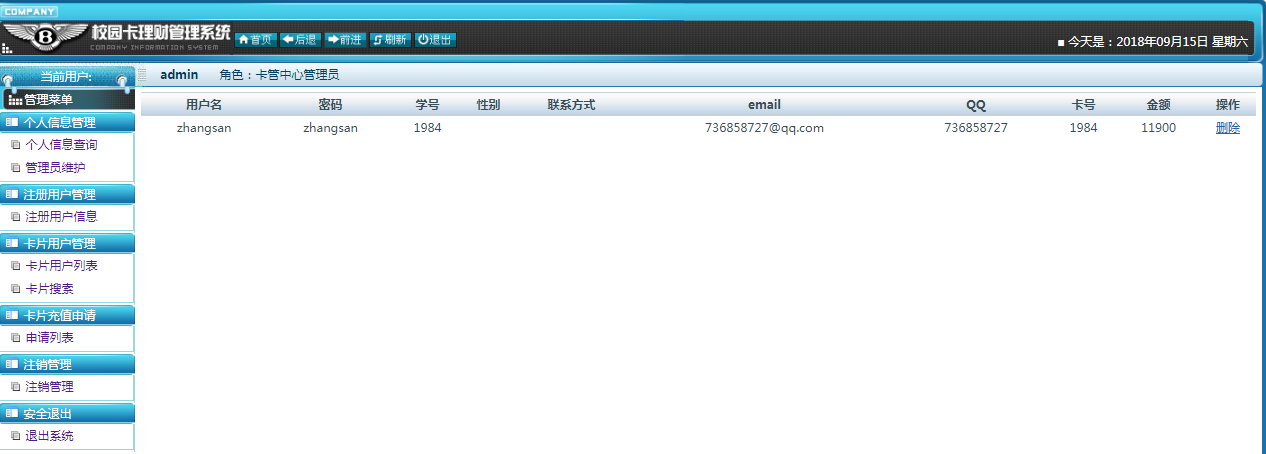 COMPANY
校园卡理财管理系统
COMPANY INFORMATION SYSTEM
首页 后退 前进 刷新 退出
■ 今天是：2018年09月15日 星期六
当前用户:
admin 角色：卡管中心管理员
管理菜单
个人信息管理
个人信息查询
管理员维护
注册用户管理
注册用户信息
卡片用户管理
卡片用户列表
卡片搜索
卡片充值申请
申请列表
注销管理
注销管理
安全退出
退出系统
用户名 密码 学号 性别 联系方式 email QQ 卡号 金额 操作
zhangsan zhangsan 1984 736858727@qq.com 736858727 1984 11900 删除